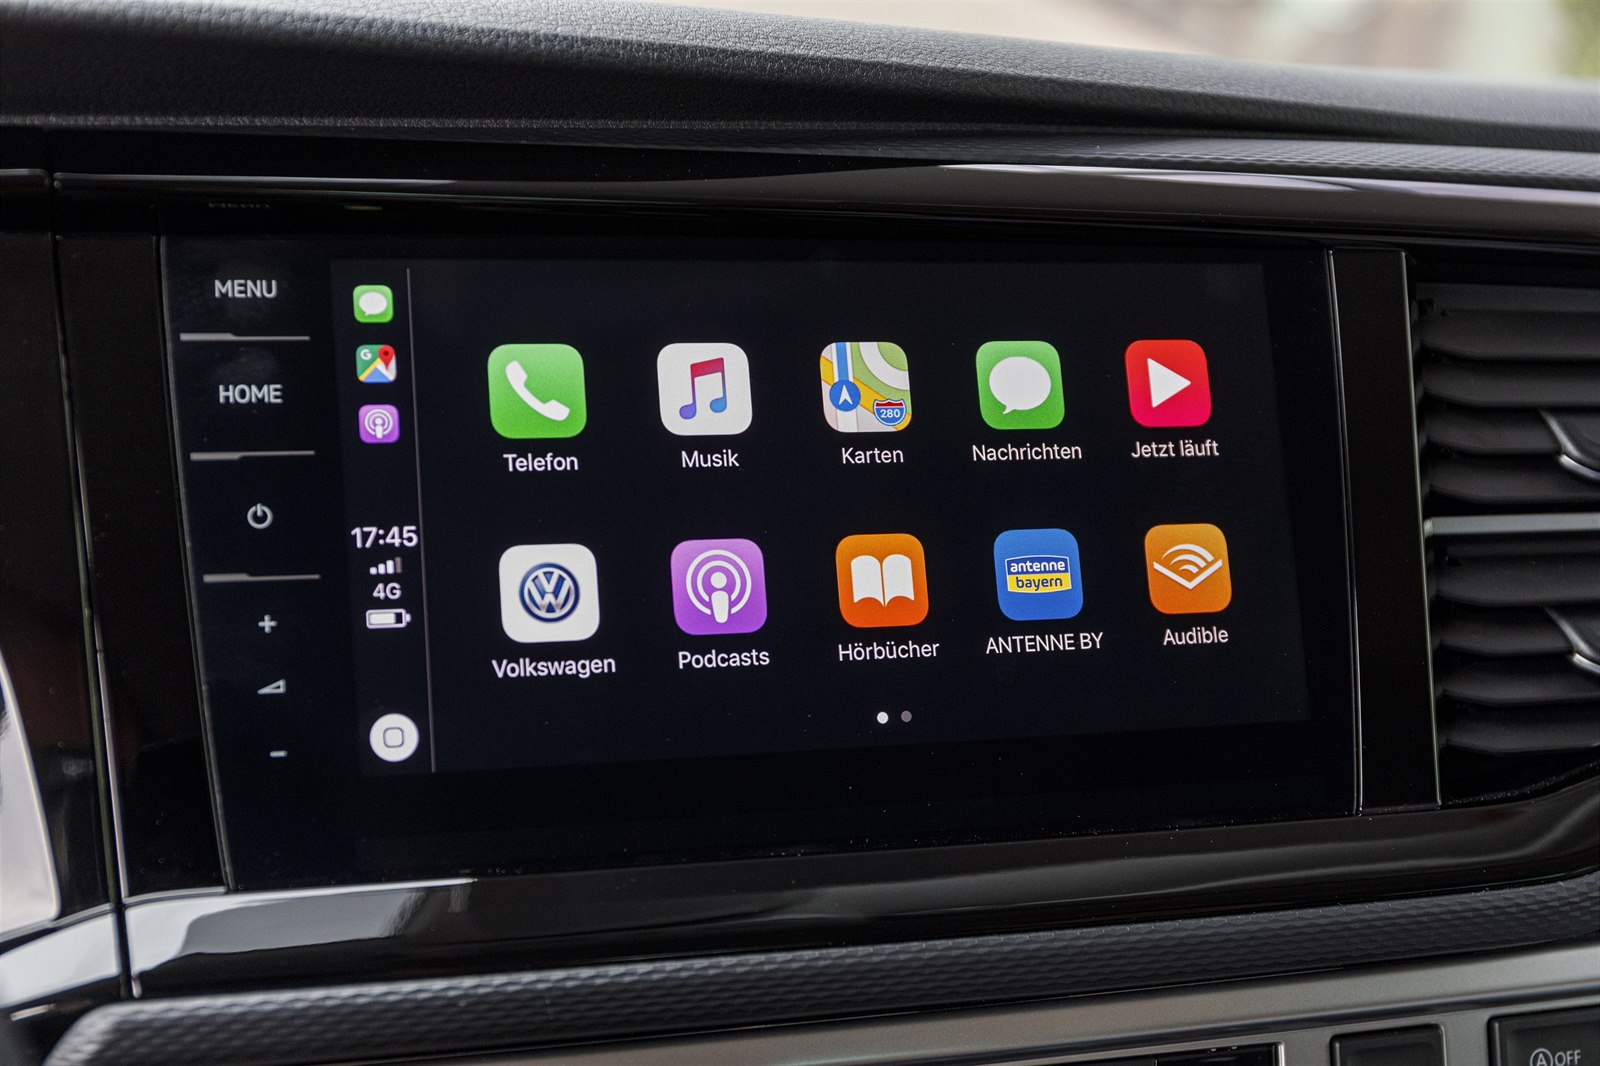 MENU
HOME
G
17:45
4G
Telefon
Musik
280
Karten
Nachrichten
Jetzt läuft
VW
Volkswagen
Podcasts
Hörbücher
antenne
bayern
ANTENNE BY
Audible
A OFF